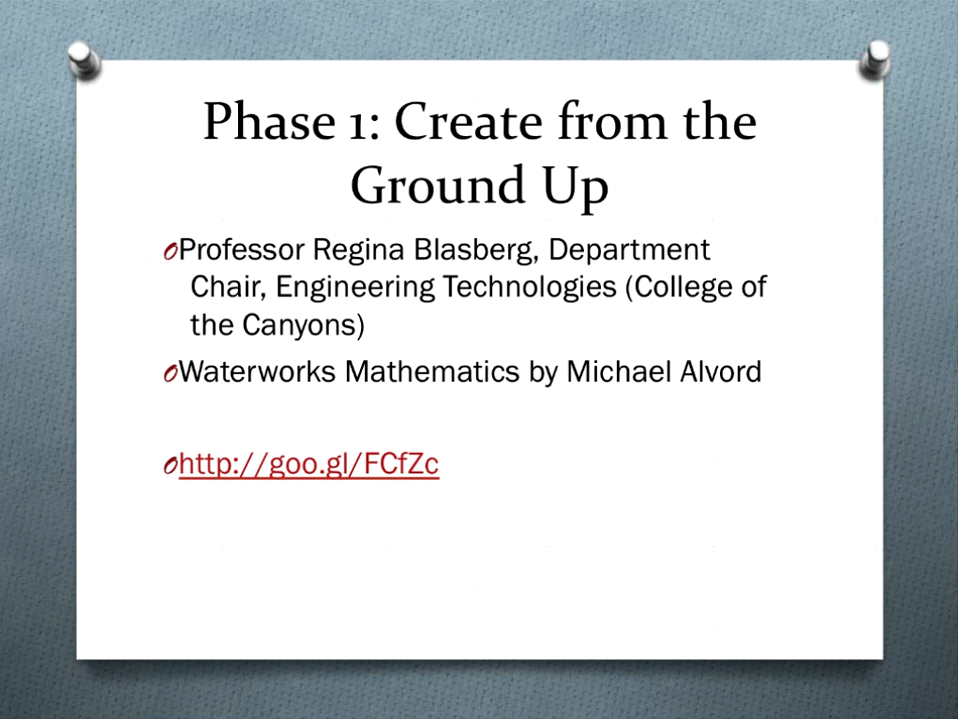 Phase 1: Create from the
Ground Up
Professor Regina Blasberg, Department
Chair, Engineering Technologies (College of
the Canyons)
Waterworks Mathematics by Michael Alvord
http://goo.gl/FCfZc